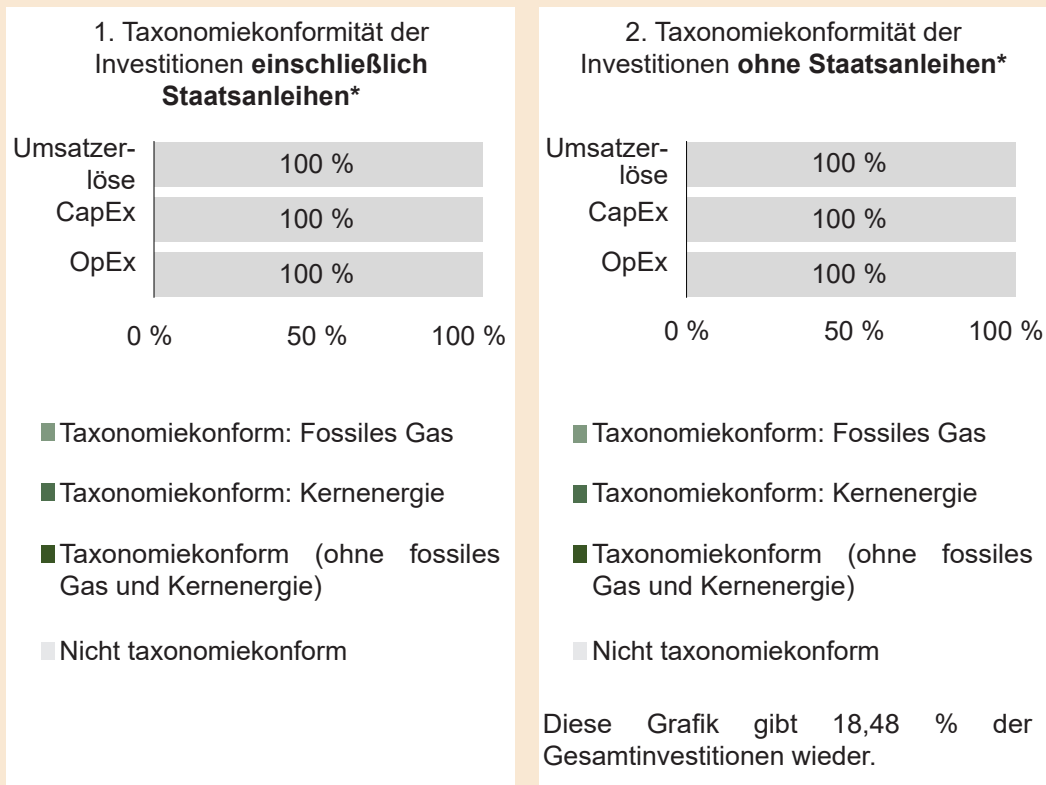 1. Taxonomiekonformität der
Investitionen einschließlich
Staatsanleihen*
Umsatzer-
löse
100 %
CapEx
100 %
OpEx
100 %
0 %
50 %
100 %
Taxonomiekonform: Fossiles Gas
Taxonomiekonform: Kernenergie
Taxonomiekonform (ohne fossiles
Gas und Kernenergie)
Nicht taxonomiekonform
2. Taxonomiekonformität der
Investitionen ohne Staatsanleihen*
Umsatzer-
löse
100 %
CapEx
100 %
OpEx
100 %
0 %
50 %
100 %
Taxonomiekonform: Fossiles Gas
Taxonomiekonform: Kernenergie
Taxonomiekonform (ohne fossiles
Gas und Kernenergie)
Nicht taxonomiekonform
Diese Grafik gibt 18,48 % der
Gesamtinvestitionen wieder.